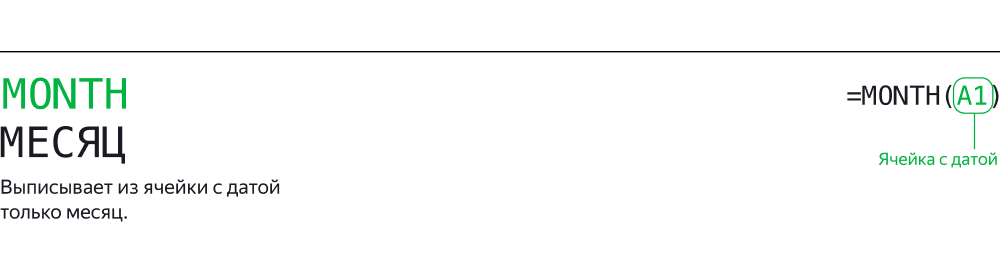 MONTH
МЕСЯЦ
Выписывает из ячейки с датой
только месяц.
=MONTH(A1)
Ячейка с датой